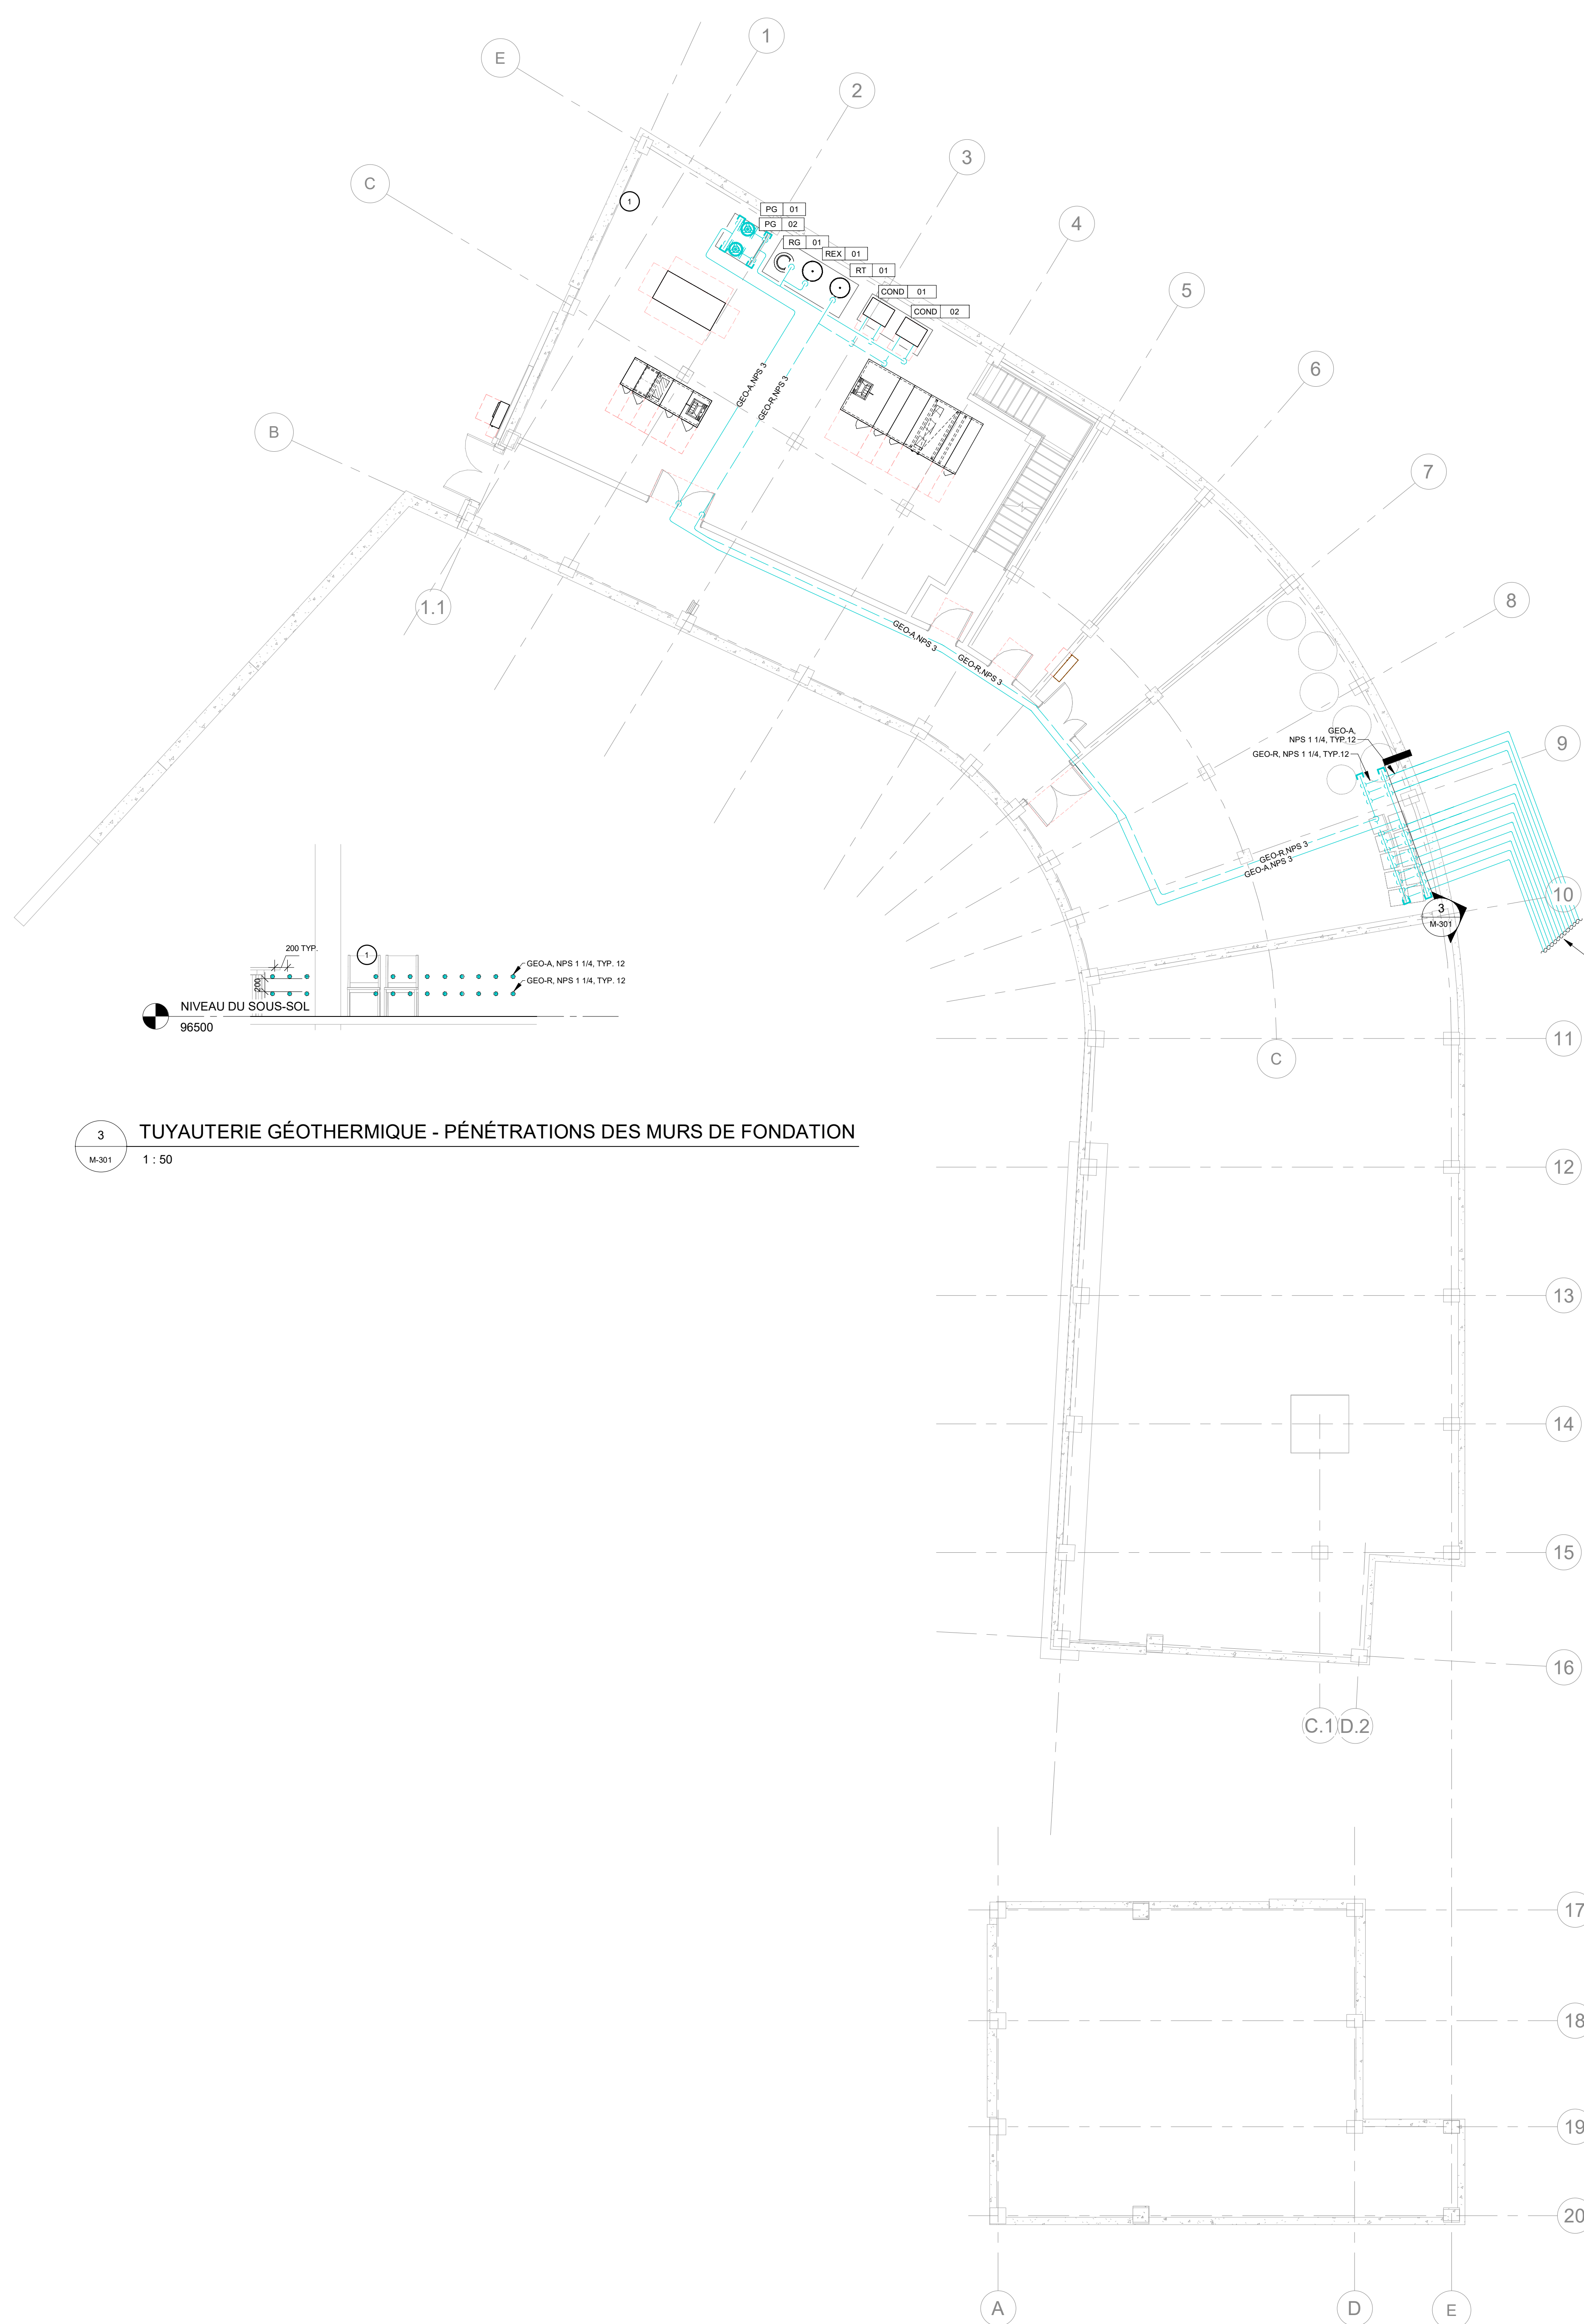 1
E
2
3
C
1
PG 01
PG 02
RG 01
REX 01
RT 01
COND 01
COND 02
4
5
6
GEO-A,NPS 3
GEO-R,NPS 3
B
7
1.1
8
GEO-A,NPS 3
GEO-R,NPS 3
GEO-A,
NPS 1 1/4, TYP.12
GEO-R, NPS 1 1/4, TYP.12
9
GEO-R,NPS 3
GEO-A,NPS 3
10
3
M-301
200 TYP.
1
GEO-A, NPS 1 1/4, TYP. 12
200
GEO-R, NPS 1 1/4, TYP. 12
NIVEAU DU SOUS-SOL
96500
11
C
3
M-301
TUYAUTERIE GÉOTHERMIQUE - PÉNÉTRATIONS DES MURS DE FONDATION
1 : 50
12
13
14
15
16
C.1
D.2
17
18
19
20
A
D
E